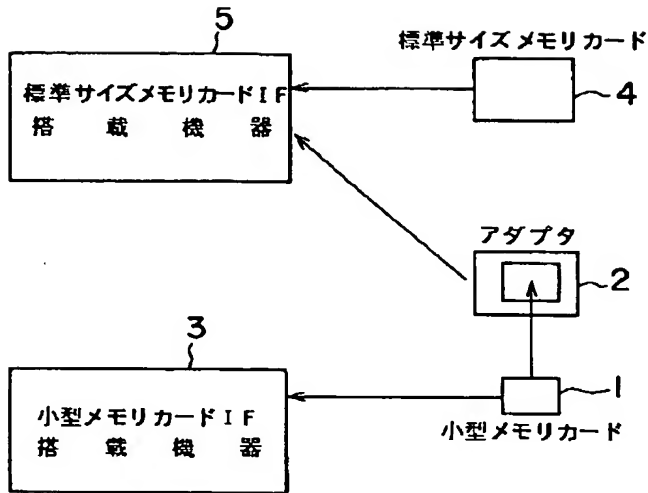 5
標準サイズメモリカード
標準サイズメモリカードIF
搭載機器
4
アダプタ
2
3
小型メモリカードIF
搭載機器
1
小型メモリカード